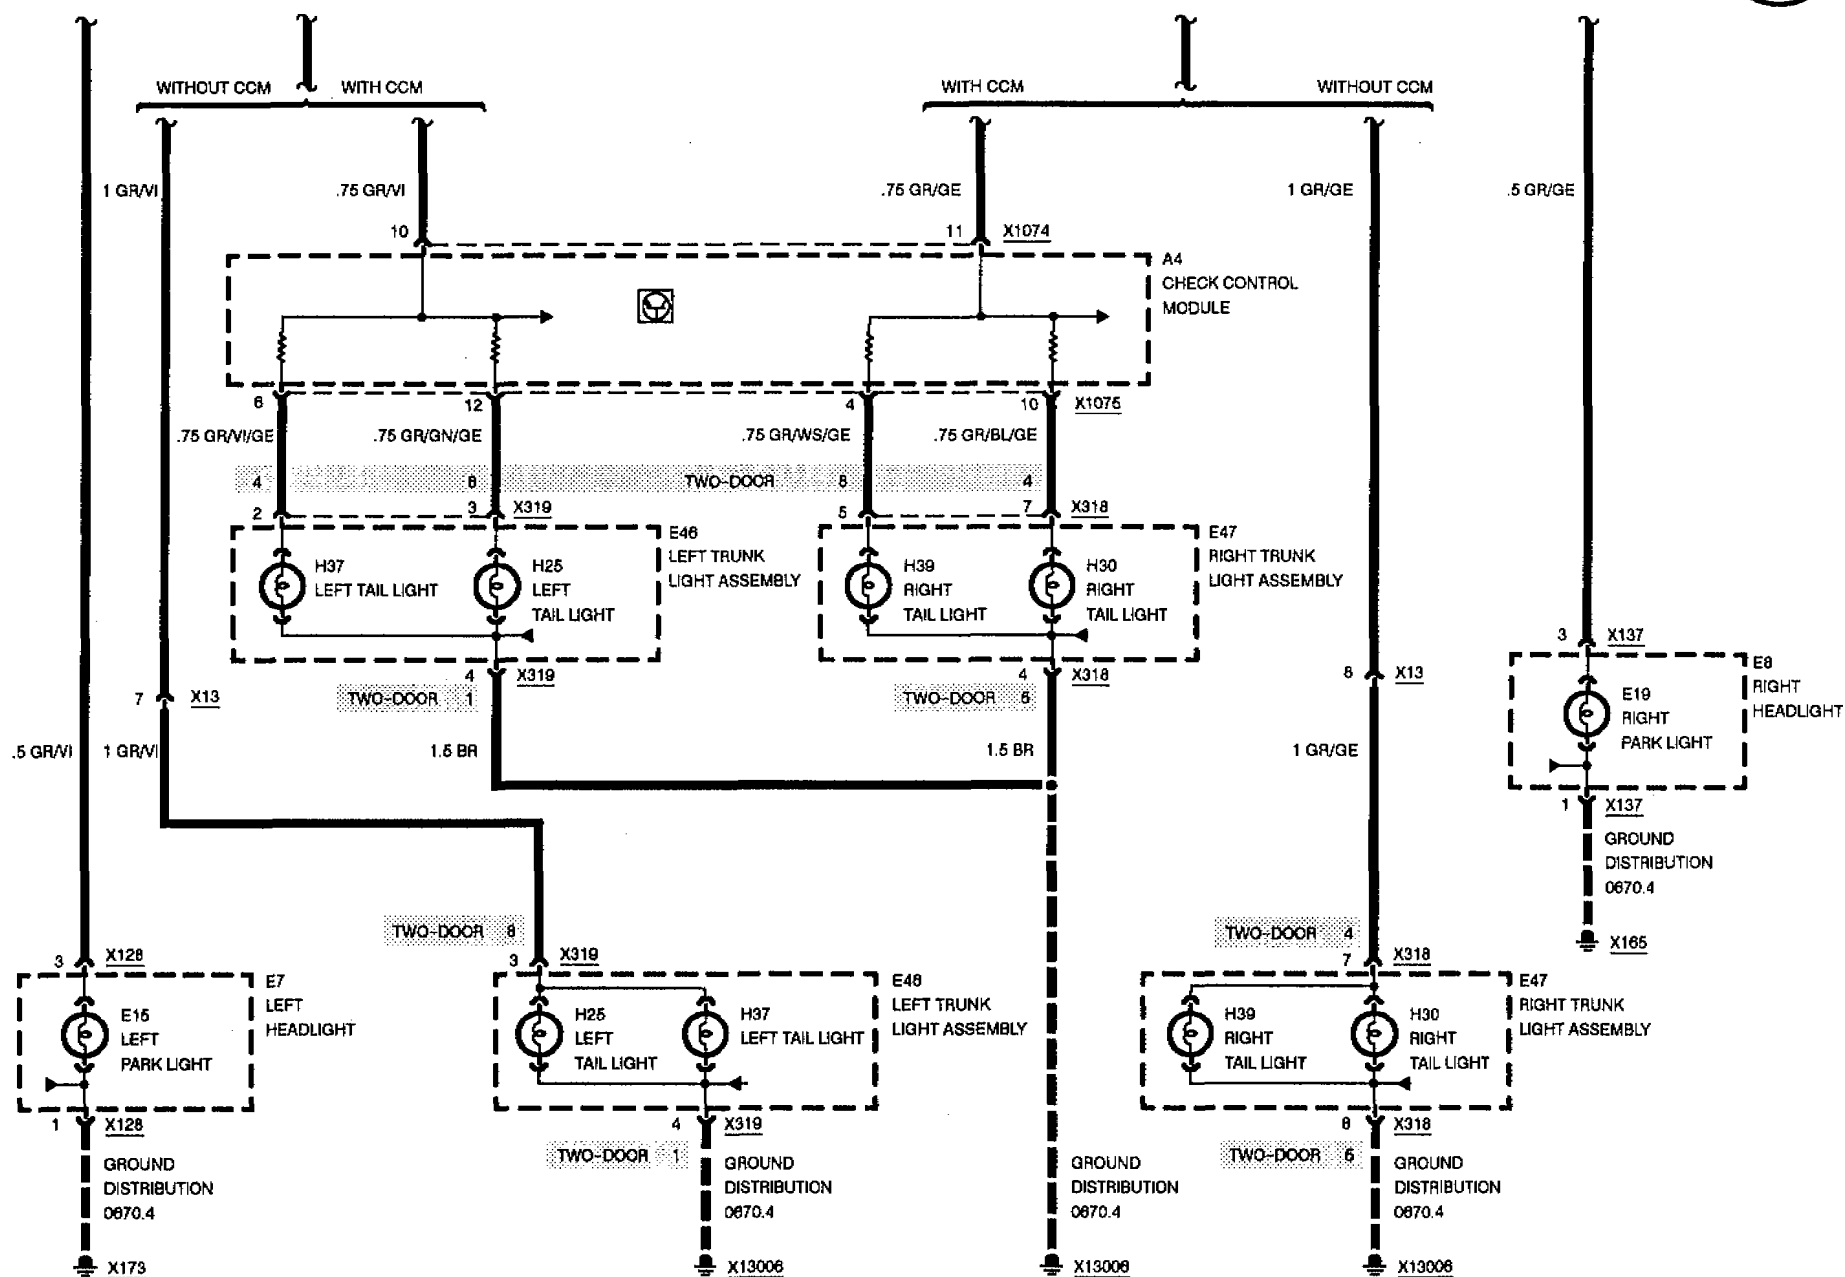 WITHOUT CCM WITH CCM WITH CCM WITHOUT CCM
1 GR/VI .75 GR/VI .75 GR/GE 1 GR/GE .5 GR/GE
10 11 X1074
A4
CHECK CONTROL
MODULE
6 12 4 10 X1075
.75 GR/VI/GE .75 GR/GN/GE .75 GR/WS/GE .75 GR/BL/GE
4 8 TWO-DOOR 8 4
2 3 X319 5 7 X318
E46
LEFT TRUNK
LIGHT ASSEMBLY
H37
LEFT TAIL LIGHT
H25
LEFT
TAIL LIGHT
E47
RIGHT TRUNK
LIGHT ASSEMBLY
H39
RIGHT
TAIL LIGHT
H30
RIGHT
TAIL LIGHT
3 X137
E8
RIGHT
HEADLIGHT
E19
RIGHT
PARK LIGHT
4 X319 4 X318 8 X13
TWO-DOOR 1 TWO-DOOR 6
7 X13
.5 GR/VI 1 GR/VI 1.5 BR 1.5 BR 1 GR/GE
1 X137
GROUND
DISTRIBUTION
0670.4
X165
TWO-DOOR 8 TWO-DOOR 4
3 X128 3 X319 7 X318
E7
LEFT
HEADLIGHT
E15
LEFT
PARK LIGHT
E46
LEFT TRUNK
LIGHT ASSEMBLY
H25
LEFT
TAIL LIGHT
H37
LEFT TAIL LIGHT
E47
RIGHT TRUNK
LIGHT ASSEMBLY
H39
RIGHT
TAIL LIGHT
H30
RIGHT
TAIL LIGHT
1 X128 4 X319 X318
TWO-DOOR 1 TWO-DOOR 6
GROUND
DISTRIBUTION
0670.4
GROUND
DISTRIBUTION
0670.4
GROUND
DISTRIBUTION
0670.4
GROUND
DISTRIBUTION
0670.4
X173 X13006 X13006 X13006